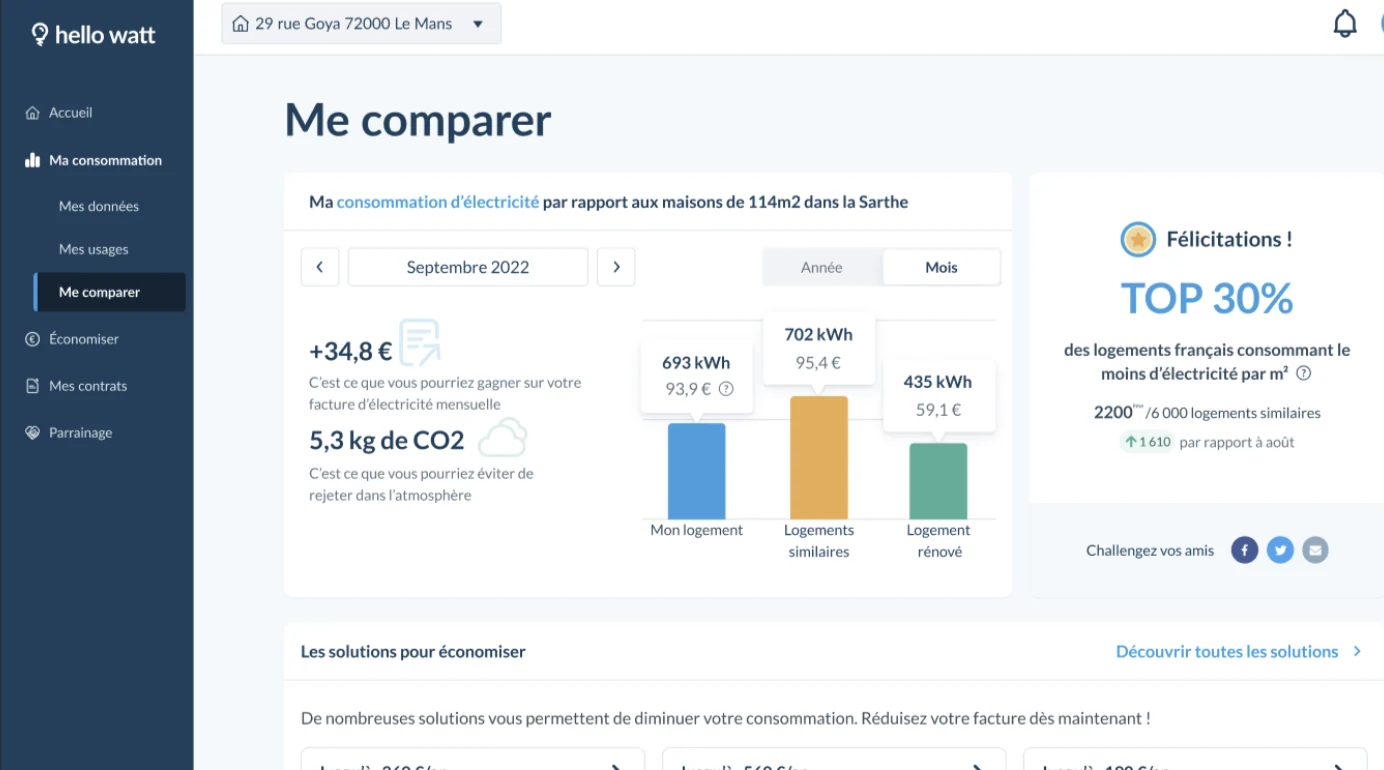 hello watt
29 rue Goya 72000 Le Mans
Accueil
Ma consommation
Mes données
Mes usages
Me comparer
Économiser
Mes contrats
Parrainage
Me comparer
Ma consommation d'électricité par rapport aux maisons de 114m2 dans la Sarthe
Septembre 2022
Année
Mois
+34,8 €
C'est ce que vous pourriez gagner sur votre
facture d'électricité mensuelle
5,3 kg de CO2
C'est ce que vous pourriez éviter de
rejeter dans l'atmosphère
693 kWh
93,9 €
702 kWh
95,4 €
435 kWh
59,1 €
Mon logement
Logements
similaires
Logement
rénové
Félicitations !
TOP 30%
des logements français consommant le
moins d'électricité par m²
2200 /6 000 logements similaires
1 610 par rapport à août
Challengez vos amis
Les solutions pour économiser
Découvrir toutes les solutions
De nombreuses solutions vous permettent de diminuer votre consommation. Réduisez votre facture dès maintenant !